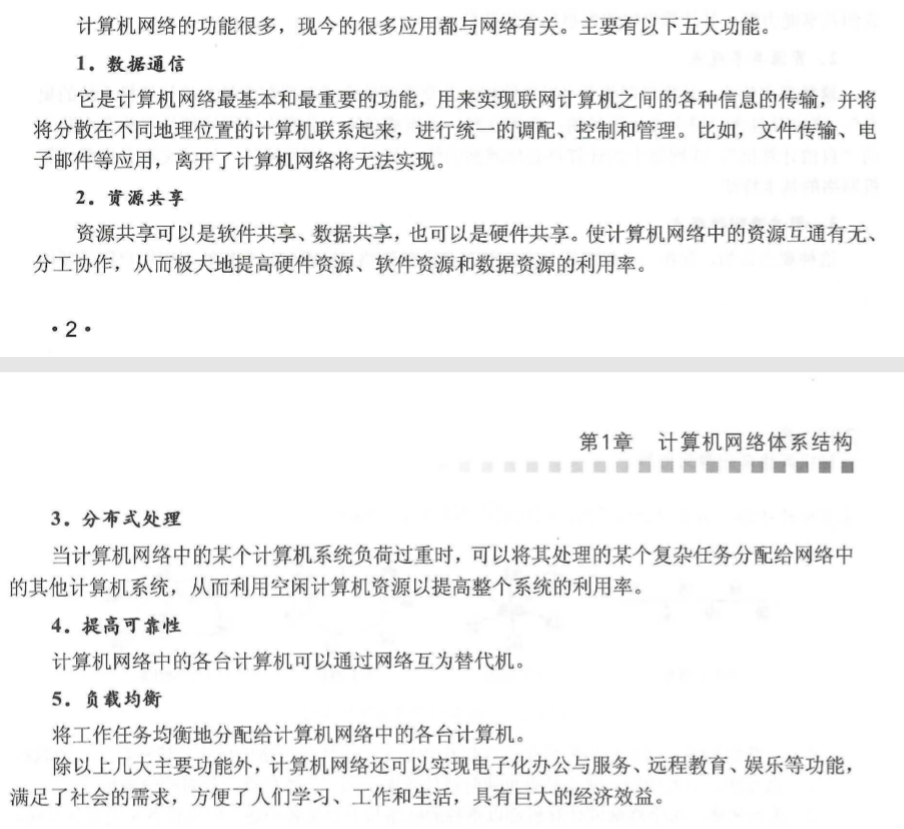 计算机网络的功能很多，现今的很多应用都与网络有关。主要有以下五大功能。
1．数据通信
它是计算机网络最基本和最重要的功能，用来实现联网计算机之间的各种信息的传输，并将
将分散在不同地理位置的计算机联系起来，进行统一的调配、控制和管理。比如，文件传输、电
子邮件等应用，离开了计算机网络将无法实现。
2．资源共享
资源共享可以是软件共享、数据共享，也可以是硬件共享。使计算机网络中的资源互通有无、
分工协作，从而极大地提高硬件资源、软件资源和数据资源的利用率。
• 2 •
第1章 计算机网络体系结构
3．分布式处理
当计算机网络中的某个计算机系统负荷过重时，可以将其处理的某个复杂任务分配给网络中
的其他计算机系统，从而利用空闲计算机资源以提高整个系统的利用率。
4．提高可靠性
计算机网络中的各台计算机可以通过网络互为替代机。
5．负载均衡
将工作任务均衡地分配给计算机网络中的各台计算机。
除以上几大主要功能外，计算机网络还可以实现电子化办公与服务、远程教育、娱乐等功能，
满足了社会的需求，方便了人们学习、工作和生活，具有巨大的经济效益。